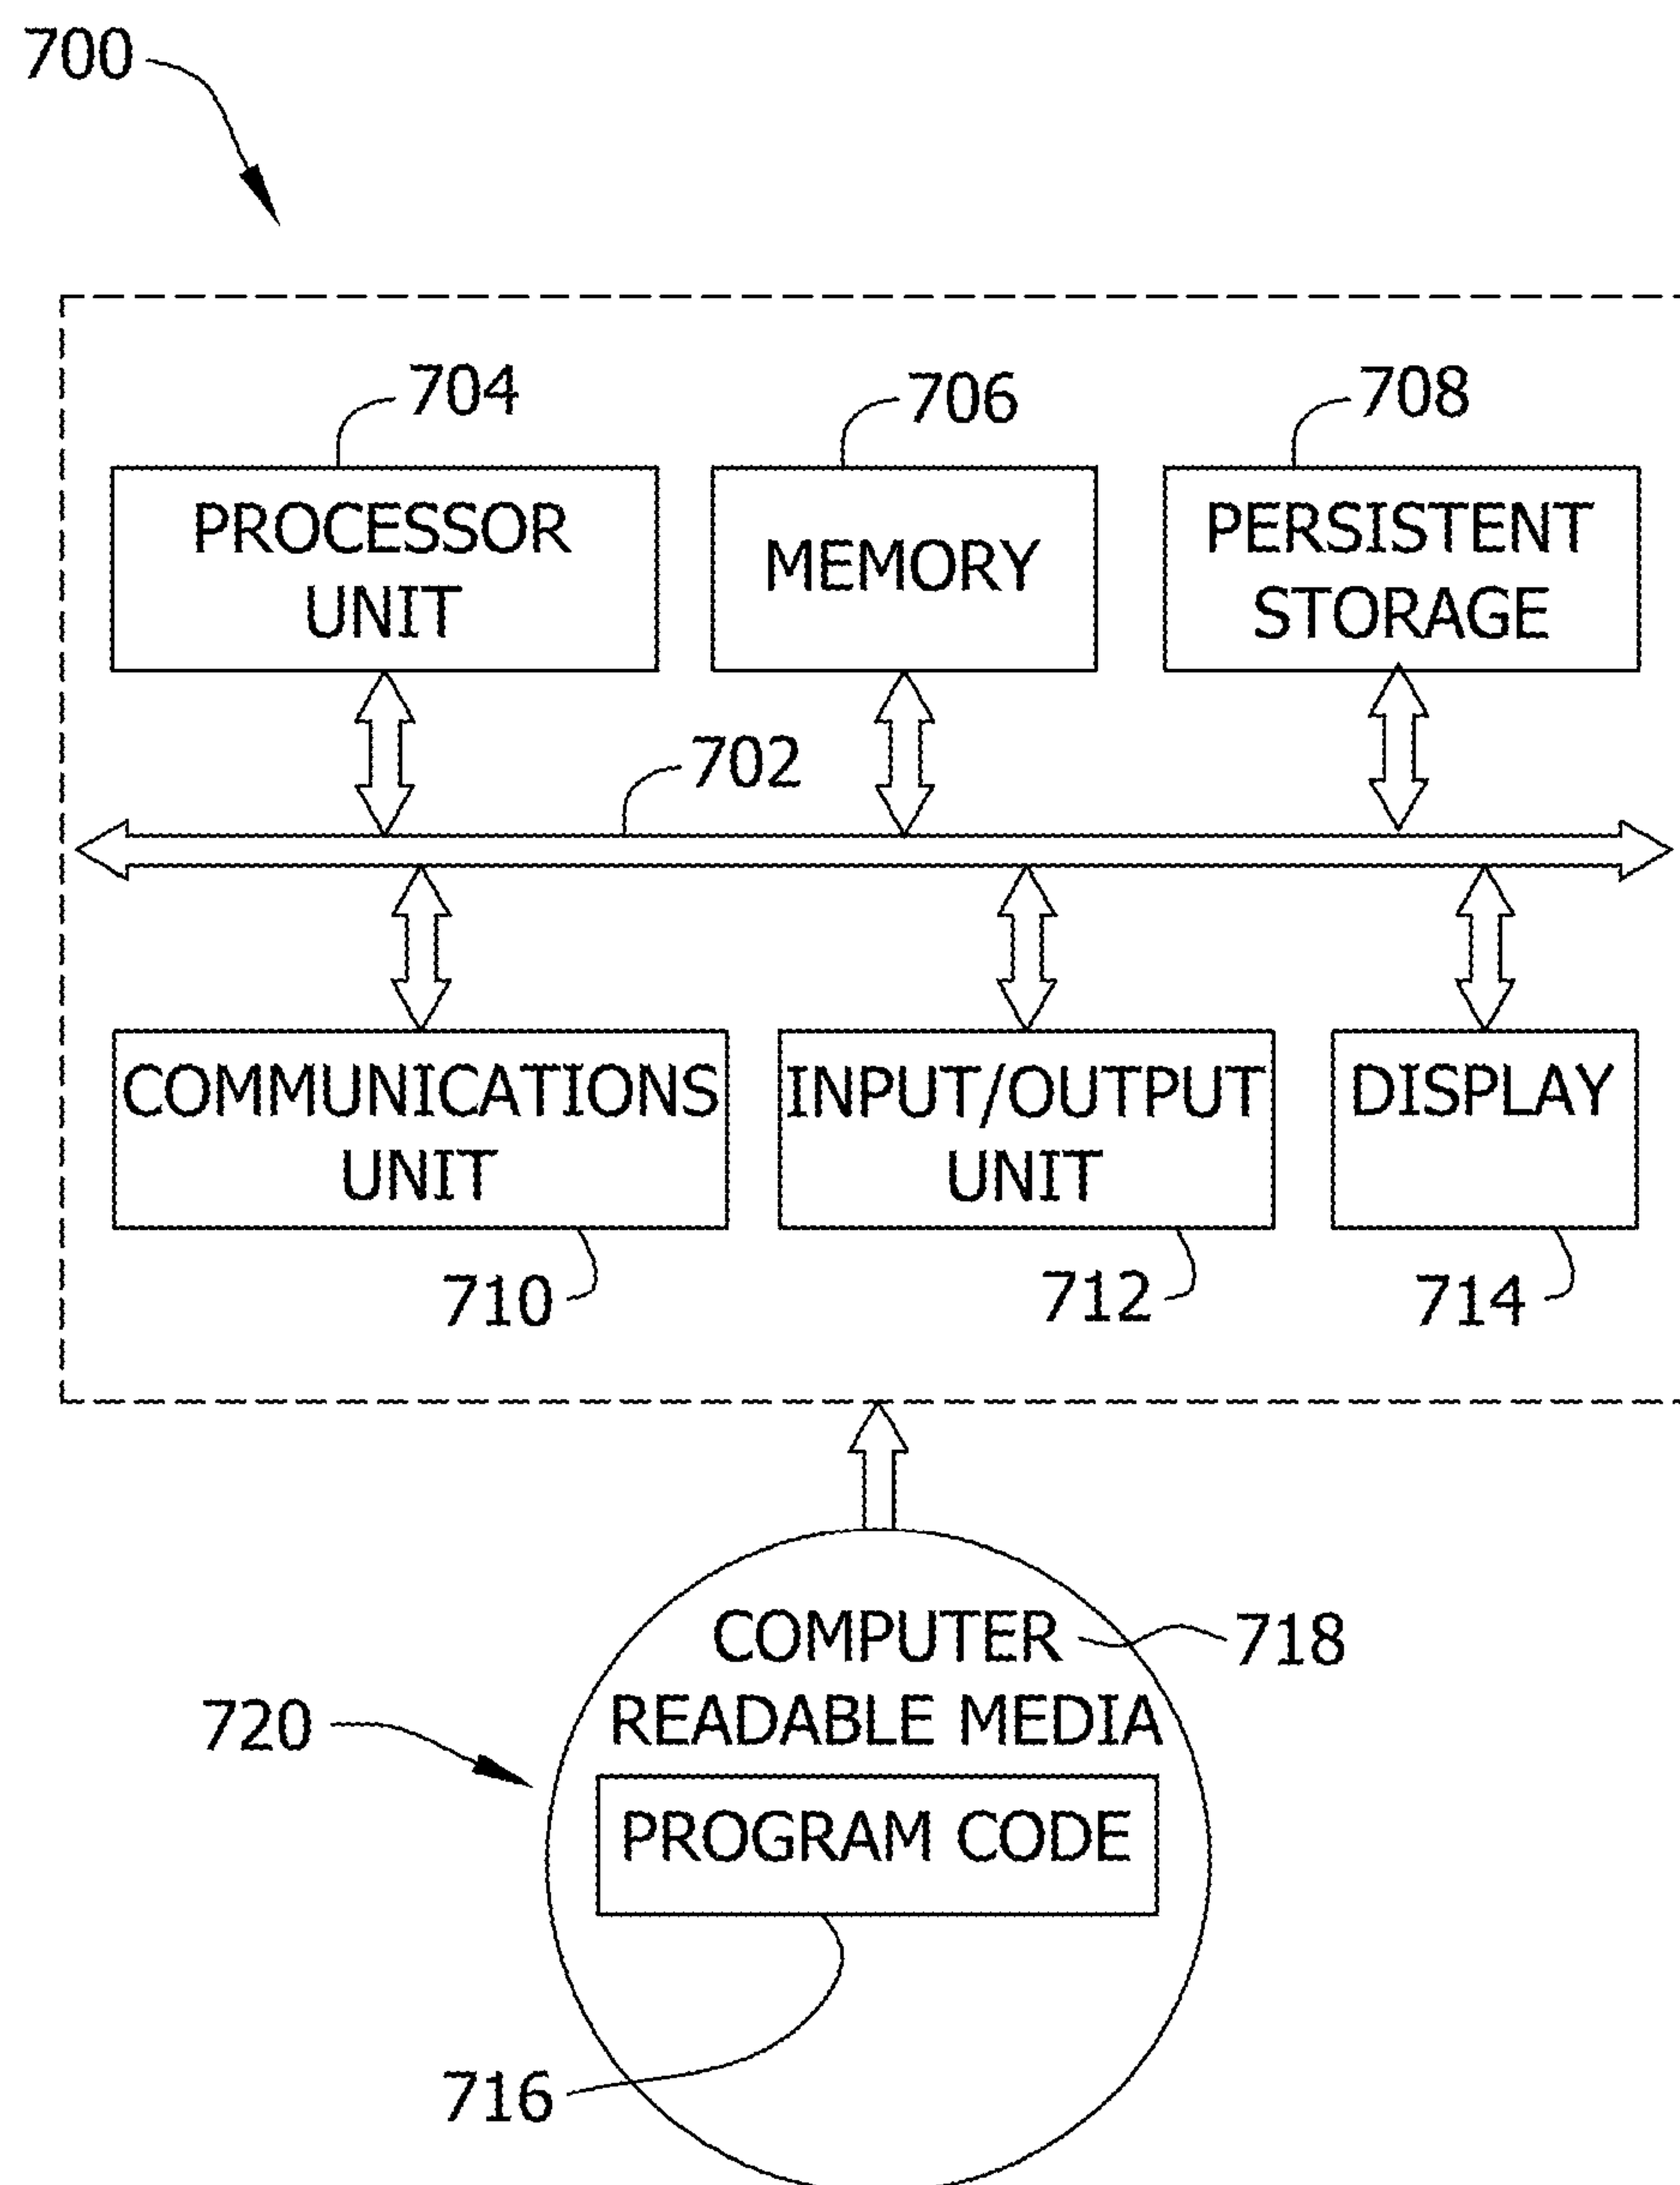 700
704
706
708
PROCESSOR
UNIT
MEMORY
PERSISTENT
STORAGE
702
COMMUNICATIONS
UNIT
INPUT/OUTPUT
UNIT
DISPLAY
710
712
714
COMPUTER
READABLE MEDIA
718
720
PROGRAM CODE
716